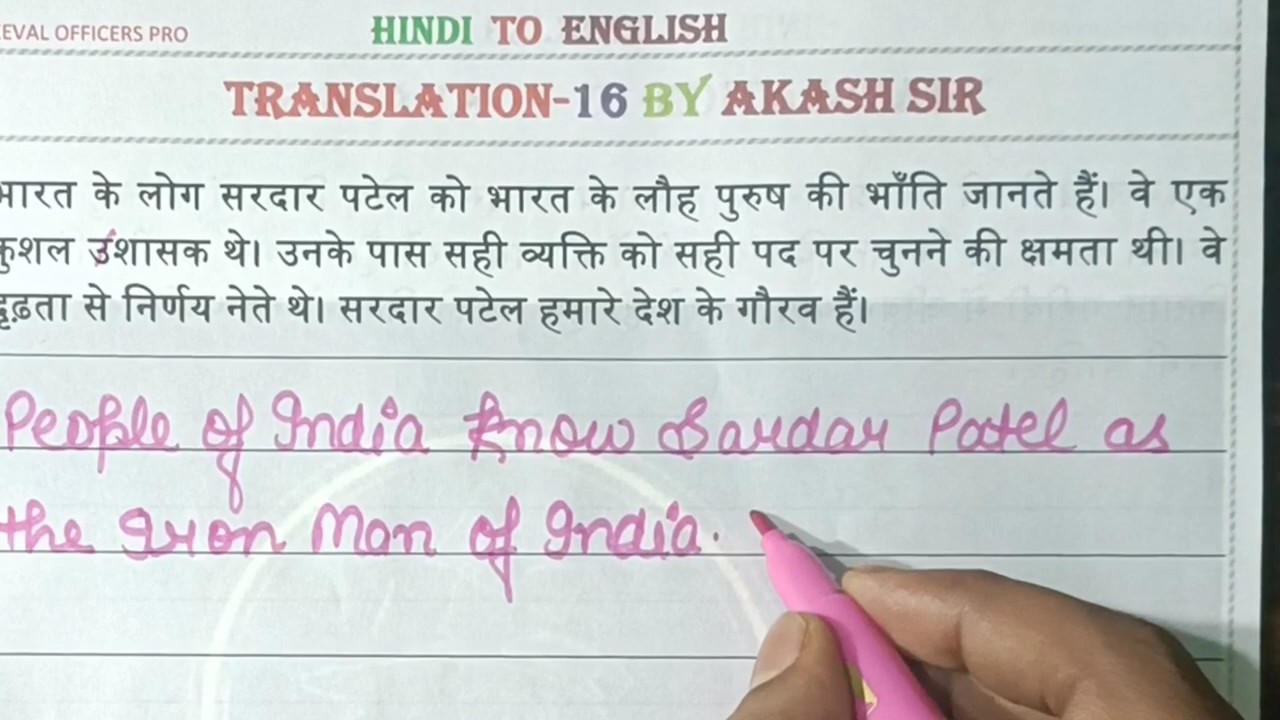 EVAL OFFICERS PRO
HINDI TO ENGLISH
TRANSLATION-16 BY AKASH SIR
भारत के लोग सरदार पटेल को भारत के लौह पुरुष की भाँति जानते हैं। वे एक
कुशल उंशासक थे। उनके पास सही व्यक्ति को सही पद पर चुनने की क्षमता थी। वे
दृढ़ता से निर्णय नेते थे। सरदार पटेल हमारे देश के गौरव हैं।
People of India know Sardar Patel as
the Iron Man of India.